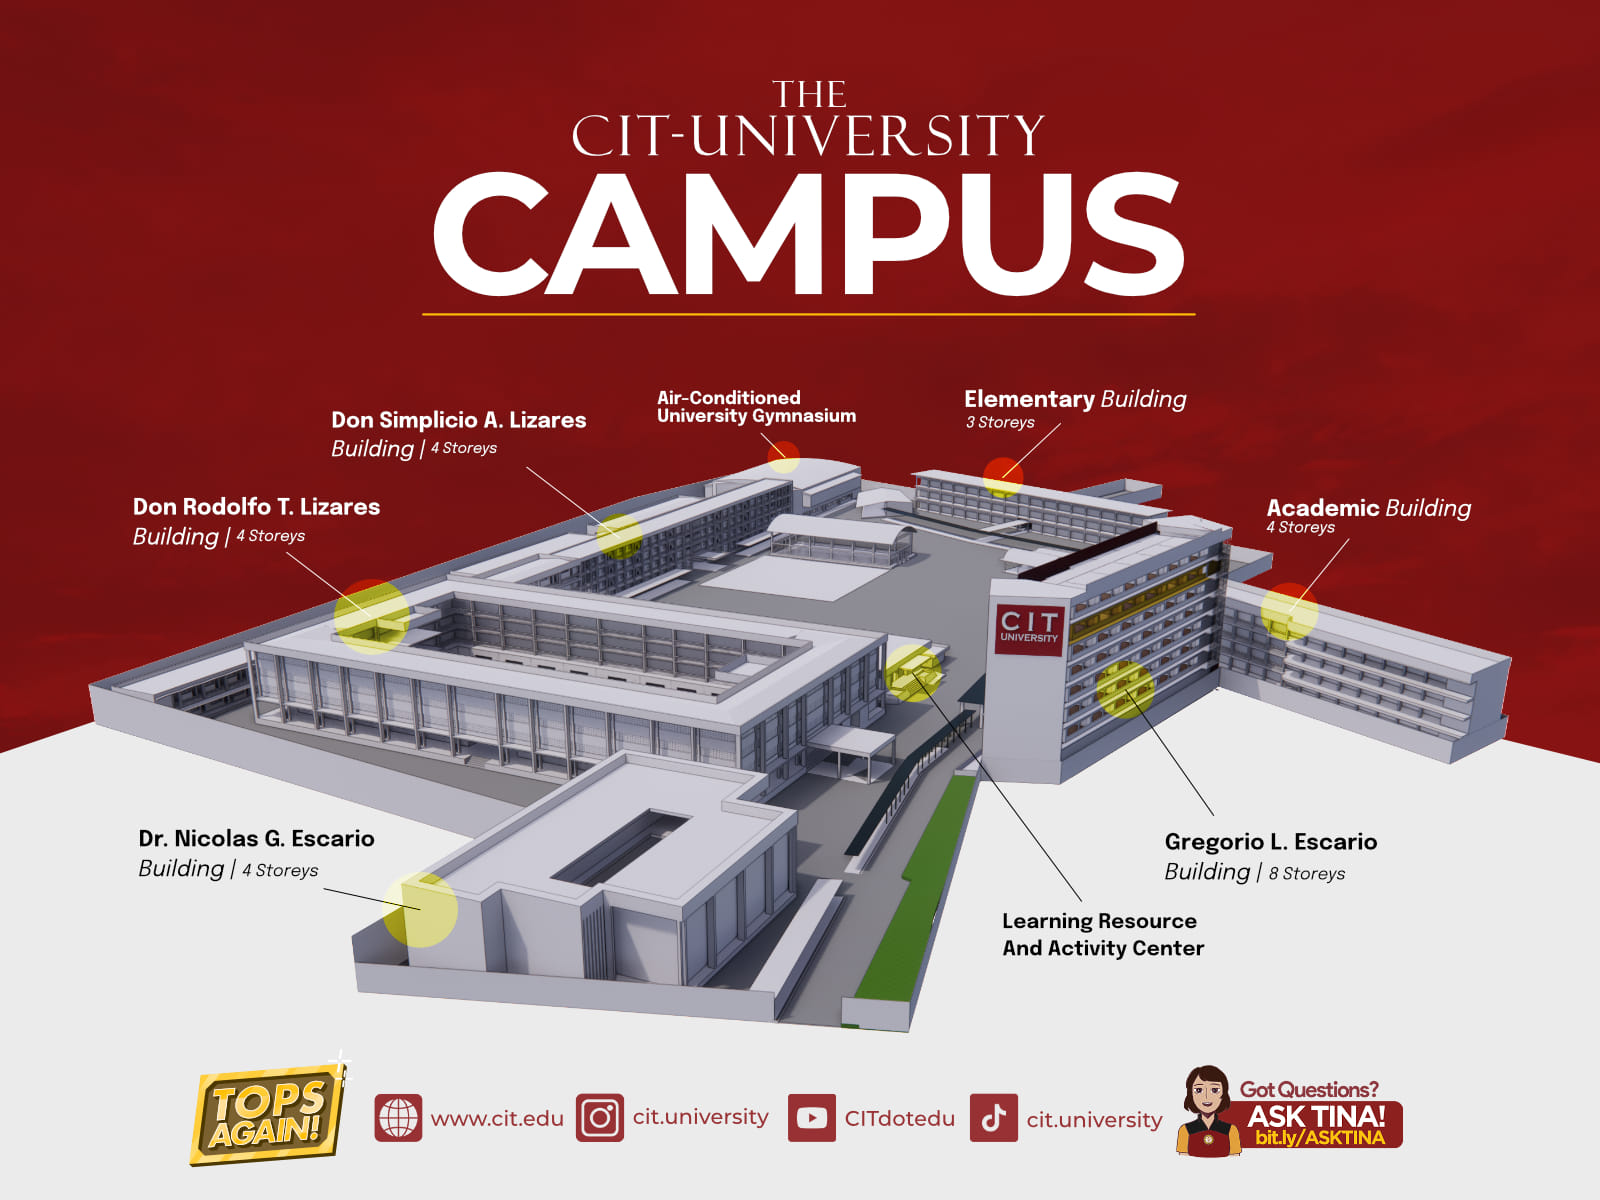 THE
CIT-UNIVERSITY
CAMPUS
Don Simplicio A. Lizares
Building | 4 Storeys
Air-Conditioned
University Gymnasium
Elementary Building
3 Storeys
Don Rodolfo T. Lizares
Building | 4 Storeys
Academic Building
4 Storeys
CIT
UNIVERSITY
Dr. Nicolas G. Escario
Building | 4 Storeys
Gregorio L. Escario
Building | 8 Storeys
Learning Resource
And Activity Center
TOPS
AGAIN!
www.cit.edu
cit.university
CITdotedu
cit.university
Got Questions?
ASK TINA!
bit.ly/ASKTINA